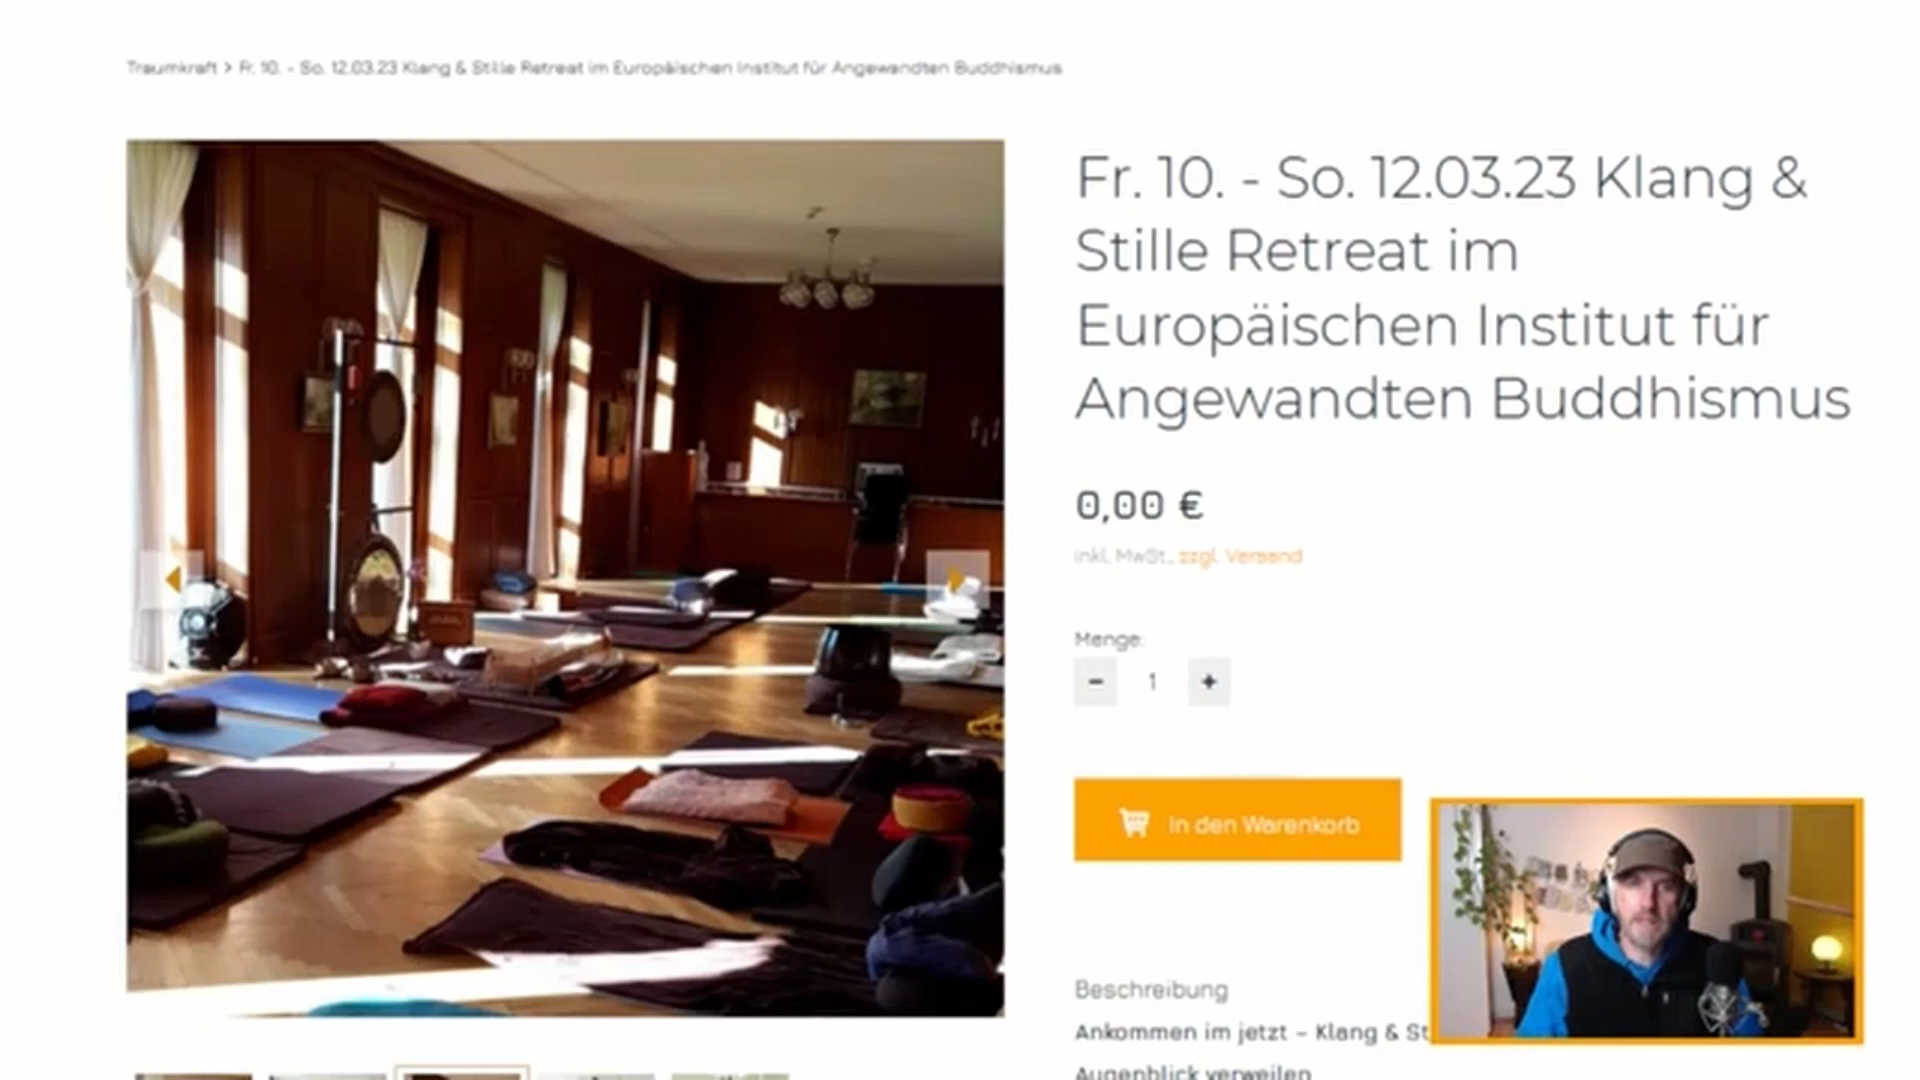 Traumkraft > Fr. 10. - So. 12.03.23 Klang & Stille Retreat im Europäischen Institut für Angewandten Buddhismus
Fr. 10. - So. 12.03.23 Klang &
Stille Retreat im
Europäischen Institut für
Angewandten Buddhismus
0,00 €
inkl. MwSt., zzgl. Versand
Menge:
- 1 +
In den Warenkorb
Beschreibung
Ankommen im jetzt – Klang & St
Augenblick verweilen